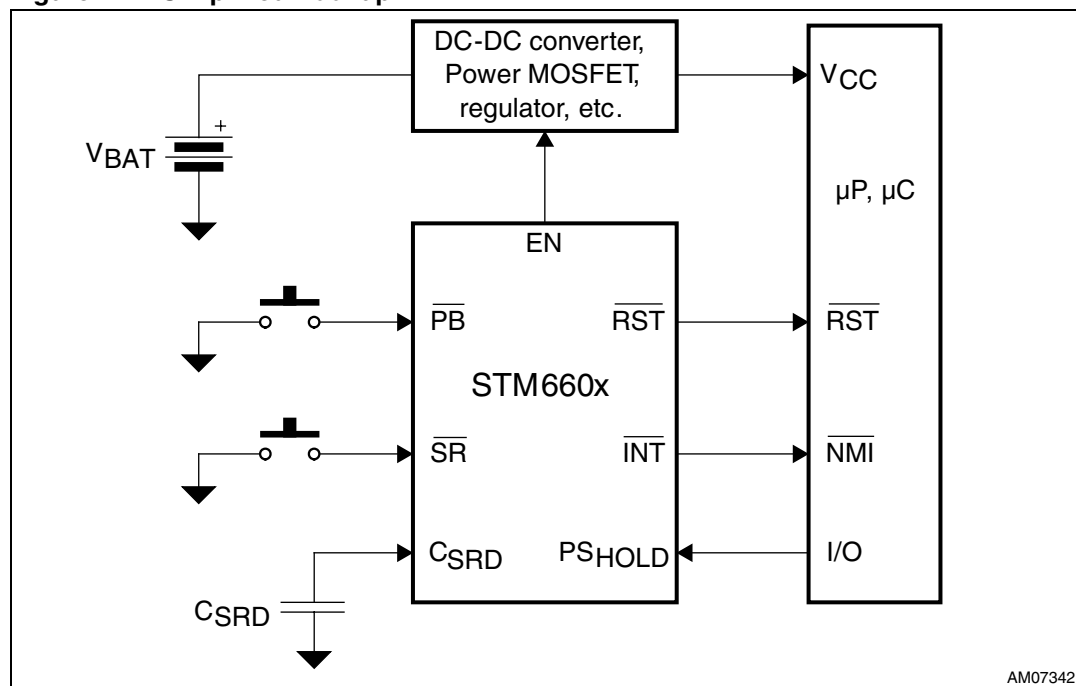 DC-DC converter,
Power MOSFET,
regulator, etc.
VCC
+
VBAT
µP, µC
EN
PB
RST
RST
STM660x
SR
INT
NMI
CSRD
PSHOLD
I/O
CSRD
AM07342